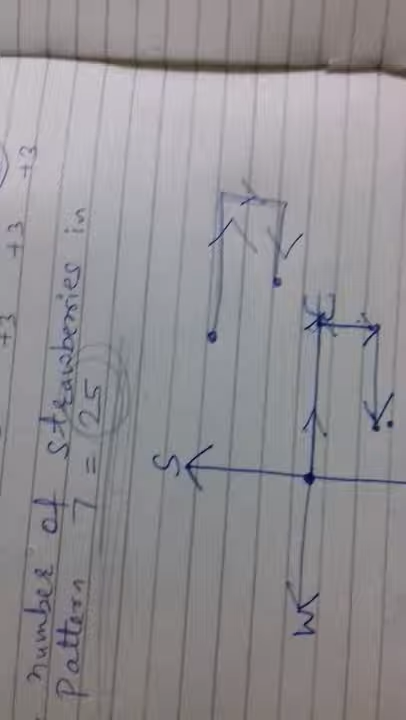 +3 +3 +3
number of strawberries in
Pattern 7 = 25
S
W